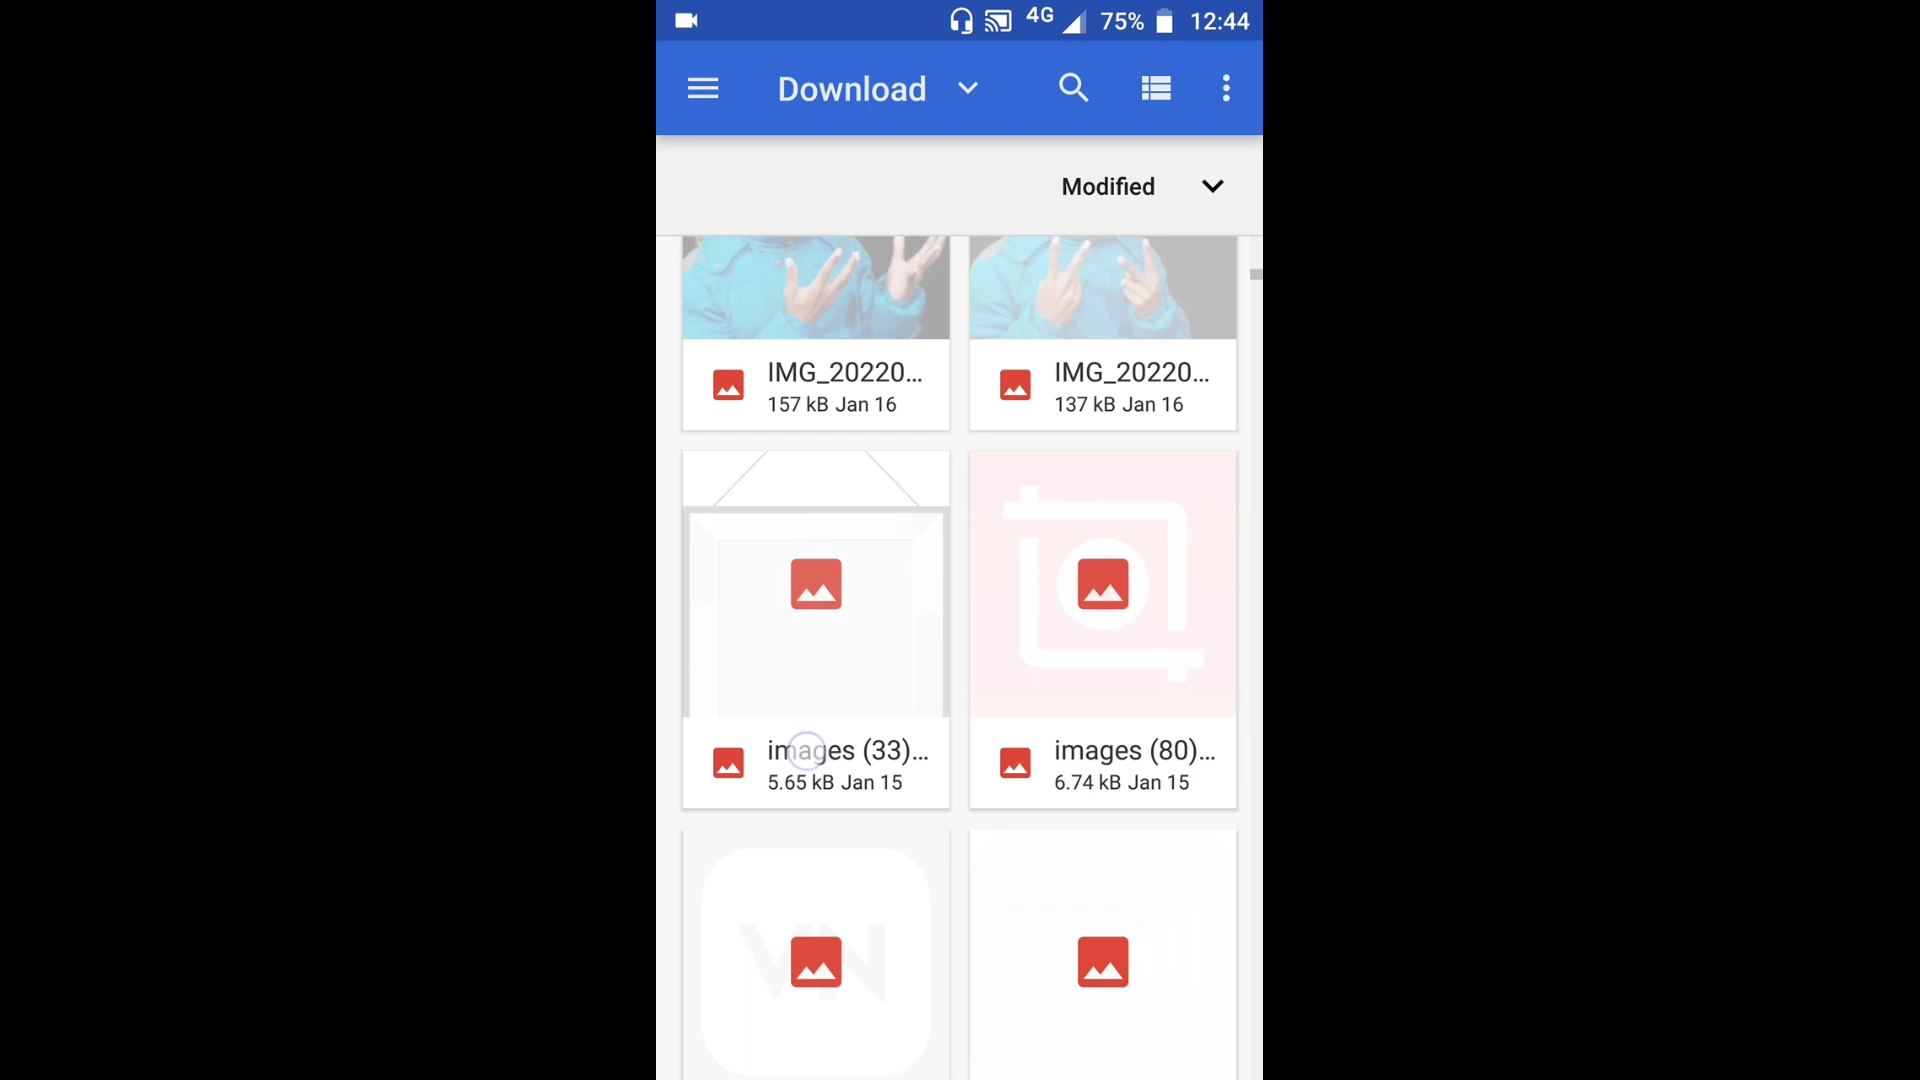 4G 75% 12:44
Download
Modified
IMG_20220...
157 kB Jan 16
IMG_20220...
137 kB Jan 16
images (33)...
5.65 kB Jan 15
images (80)...
6.74 kB Jan 15
VN